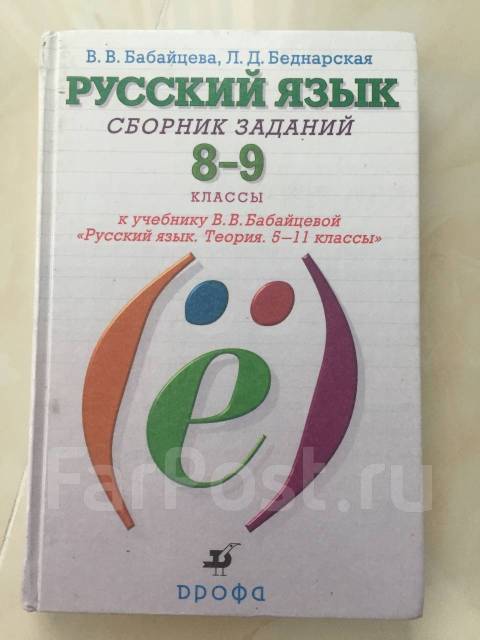 В. В. Бабайцева, Л. Д. Беднарская
РУССКИЙ ЯЗЫК
СБОРНИК ЗАДАНИЙ
8–9
КЛАССЫ
к учебнику В. В. Бабайцевой
«Русский язык. Теория. 5–11 классы»
(ё)
FarPost.ru
дрофа